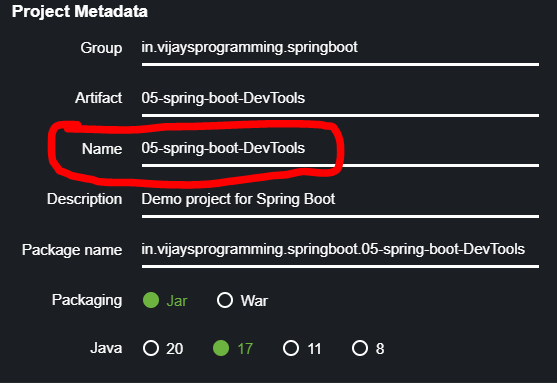 Project Metadata
Group in.vijaysprogramming.springboot
Artifact 05-spring-boot-DevTools
Name 05-spring-boot-DevTools
Description Demo project for Spring Boot
Package name in.vijaysprogramming.springboot.05-spring-boot-DevTools
Packaging Jar War
Java 20 17 11 8